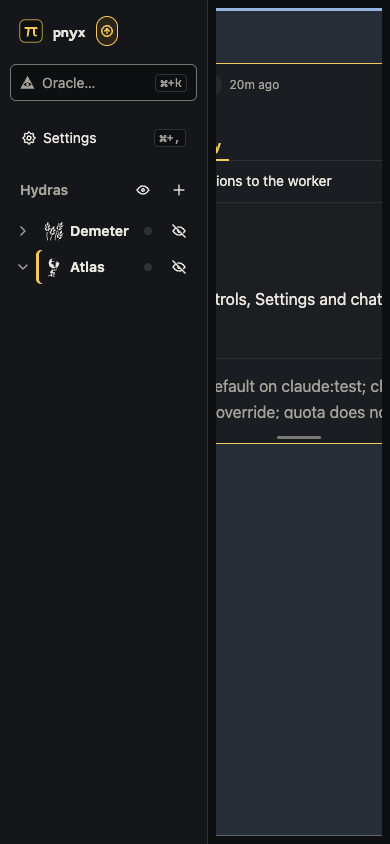 π pnyx
Oracle... ⌘+k
20m ago
Settings ⌘+,
y
Hydras
ions to the worker
Demeter
Atlas
trols, Settings and chat
efault on claude:test; cl
override; quota does no